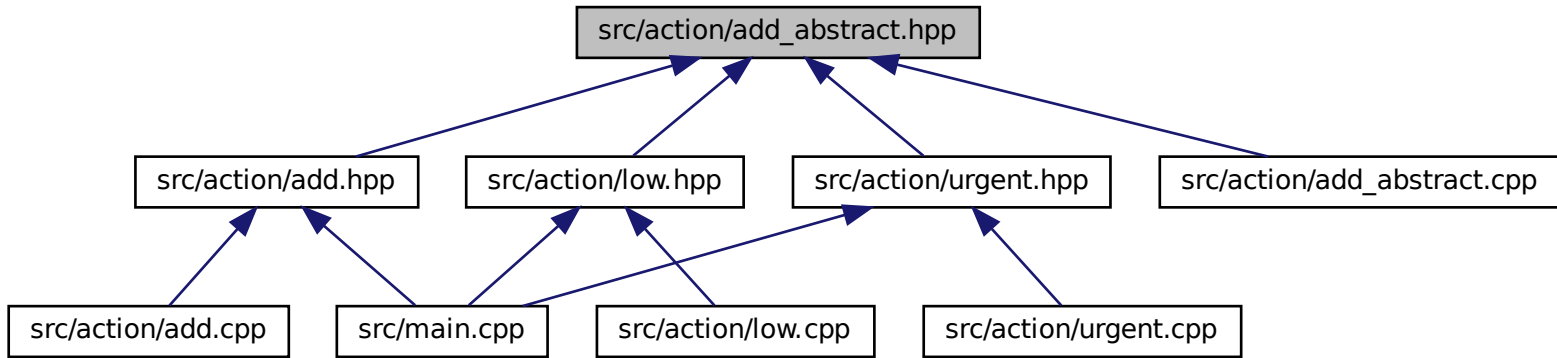 src/action/add_abstract.hpp
src/action/add.hpp
src/action/low.hpp
src/action/urgent.hpp
src/action/add_abstract.cpp
src/action/add.cpp
src/main.cpp
src/action/low.cpp
src/action/urgent.cpp